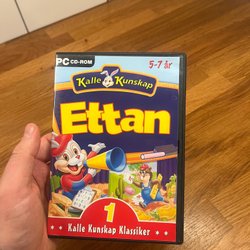 PC CD-ROM
5-7 år
Kalle Kunskap
Ettan
1
Kalle Kunskap Klassiker